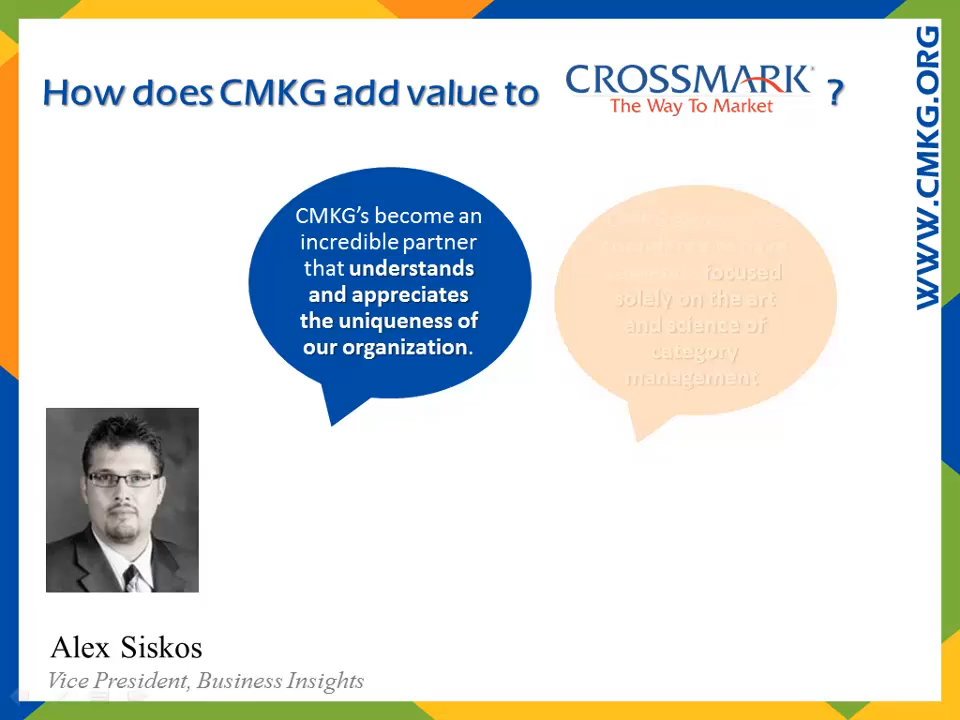 How does CMKG add value to CROSSMARK ?
The Way To Market
WWW.CMKG.ORG
CMKG's become an
incredible partner
that understands
and appreciates
the uniqueness of
our organization.
focused
solely on the art
and science of
category
management
Alex Siskos
Vice President, Business Insights